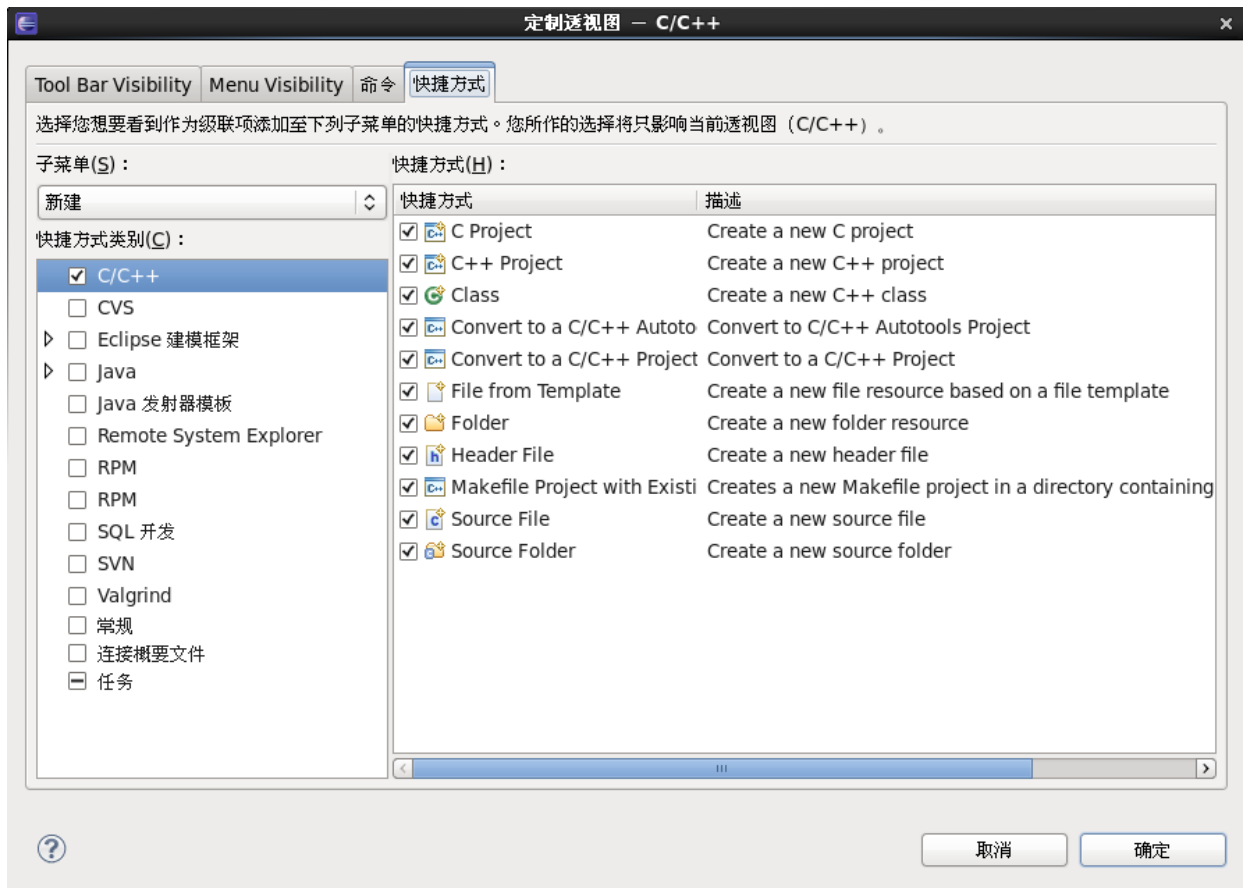 定制透视图 — C/C++
Tool Bar Visibility Menu Visibility 命令 快捷方式
选择您想要看到作为级联项添加至下列子菜单的快捷方式。您所作的选择将只影响当前透视图（C/C++）。
子菜单(S)：
新建
快捷方式类别(C)：
C/C++
CVS
Eclipse 建模框架
Java
Java 发射器模板
Remote System Explorer
RPM
RPM
SQL 开发
SVN
Valgrind
常规
连接概要文件
任务
快捷方式(H)：
快捷方式 描述
C Project Create a new C project
C++ Project Create a new C++ project
Class Create a new C++ class
Convert to a C/C++ Autoto Convert to C/C++ Autotools Project
Convert to a C/C++ Project Convert to a C/C++ Project
File from Template Create a new file resource based on a file template
Folder Create a new folder resource
Header File Create a new header file
Makefile Project with Existi Creates a new Makefile project in a directory containing
Source File Create a new source file
Source Folder Create a new source folder
取消 确定